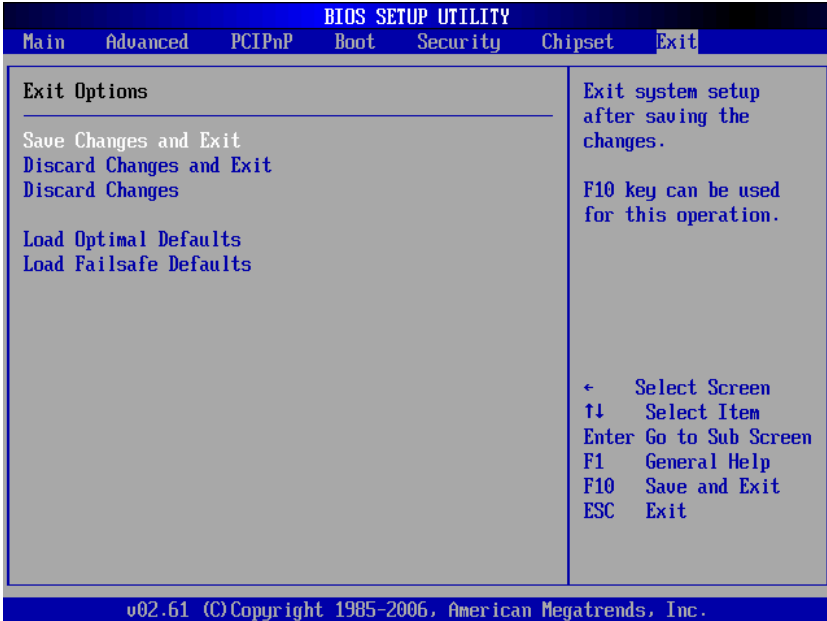 BIOS SETUP UTILITY
Main Advanced PCIPnP Boot Security Chipset Exit
Exit Options
Save Changes and Exit
Discard Changes and Exit
Discard Changes
Load Optimal Defaults
Load Failsafe Defaults
Exit system setup
after saving the
changes.
F10 key can be used
for this operation.
← Select Screen
↑↓ Select Item
Enter Go to Sub Screen
F1 General Help
F10 Save and Exit
ESC Exit
v02.61 (C)Copyright 1985-2006, American Megatrends, Inc.